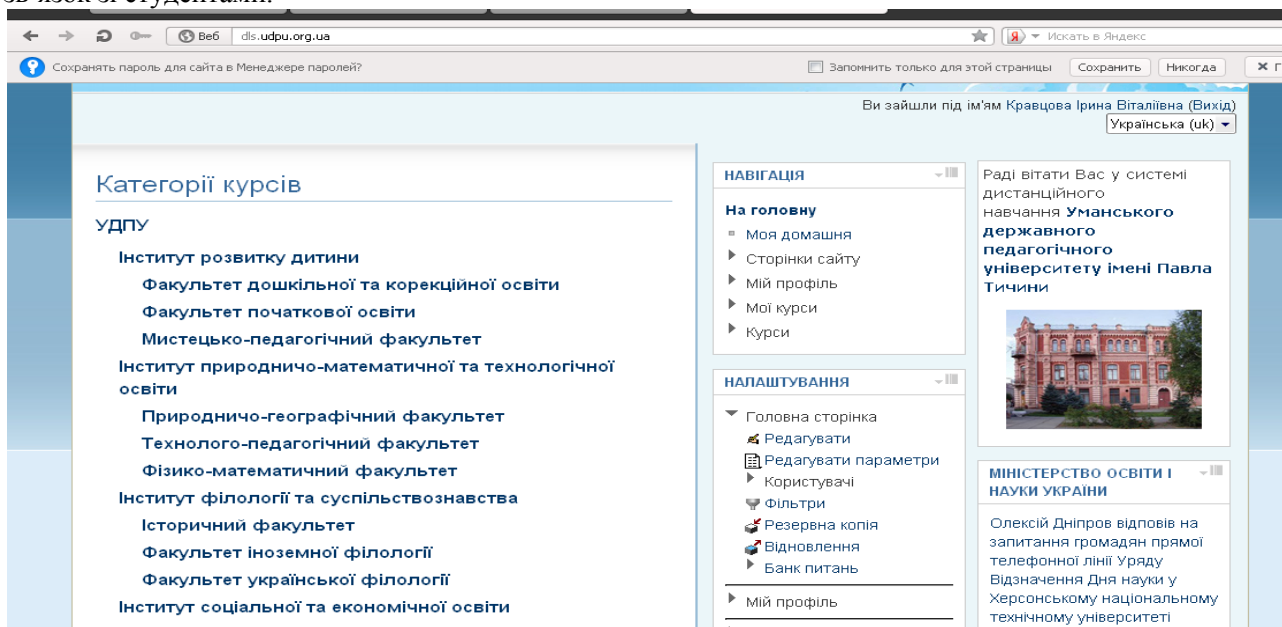 зв'язок зі студентами.
Веб dls.udpu.org.ua
Искать в Яндекс
Сохранять пароль для сайта в Менеджере паролей?
Запомнить только для этой страницы Сохранить Никогда
Ви зайшли під ім'ям Кравцова Ірина Віталіївна (Вихід)
Українська (uk)
Категорії курсів
УДПУ
Інститут розвитку дитини
Факультет дошкільної та корекційної освіти
Факультет початкової освіти
Мистецько-педагогічний факультет
Інститут природничо-математичної та технологічної
освіти
Природничо-географічний факультет
Технолого-педагогічний факультет
Фізико-математичний факультет
Інститут філології та суспільствознавства
Історичний факультет
Факультет іноземної філології
Факультет української філології
Інститут соціальної та економічної освіти
НАВІГАЦІЯ
На головну
Моя домашня
Сторінки сайту
Мій профіль
Мої курси
Курси
НАЛАШТУВАННЯ
Головна сторінка
Редагувати
Редагувати параметри
Користувачі
Фільтри
Резервна копія
Відновлення
Банк питань
Мій профіль
Раді вітати Вас у системі
дистанційного
навчання Уманського
державного
педагогічного
університету імені Павла
Тичини
МІНІСТЕРСТВО ОСВІТИ І
НАУКИ УКРАЇНИ
Олексій Дніпров відповів на
запитання громадян прямої
телефонної лінії Уряду
Відзначення Дня науки у
Херсонському національному
технічному університеті